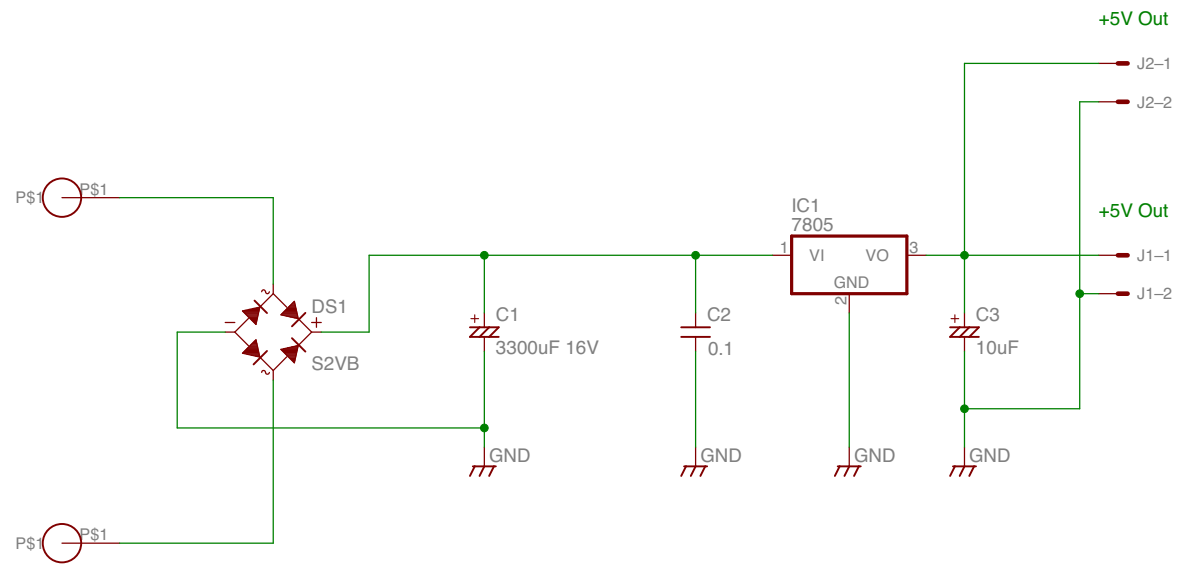 +5V Out
J2–1
J2–2
P$1 P$1
+5V Out
IC1
7805
1 VI VO 3
J1–1
GND
2
J1–2
~
DS1
– +
~
S2VB
+ C1
3300uF 16V
C2
0.1
+ C3
10uF
GND
GND
GND
GND
P$1 P$1